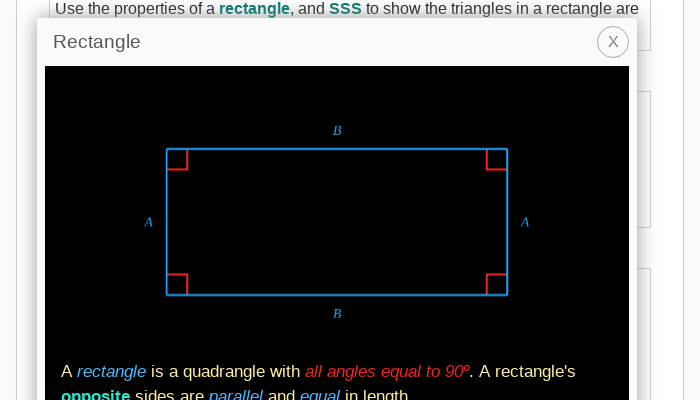 Use the properties of a rectangle, and SSS to show the triangles in a rectangle are
Rectangle
X
B
A
A
B
A rectangle is a quadrangle with all angles equal to 90º. A rectangle's
opposite sides are parallel and equal in length